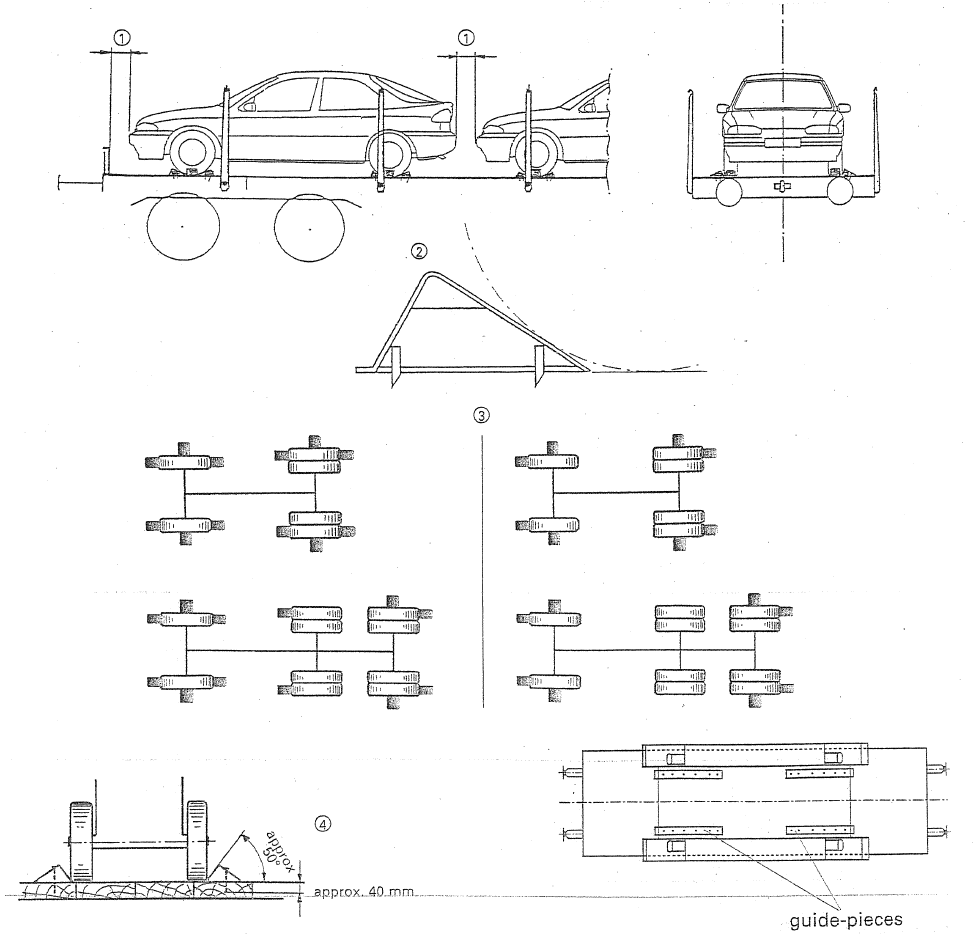 ①
①
②
③
④
approx
50°
approx. 40 mm
guide-pieces